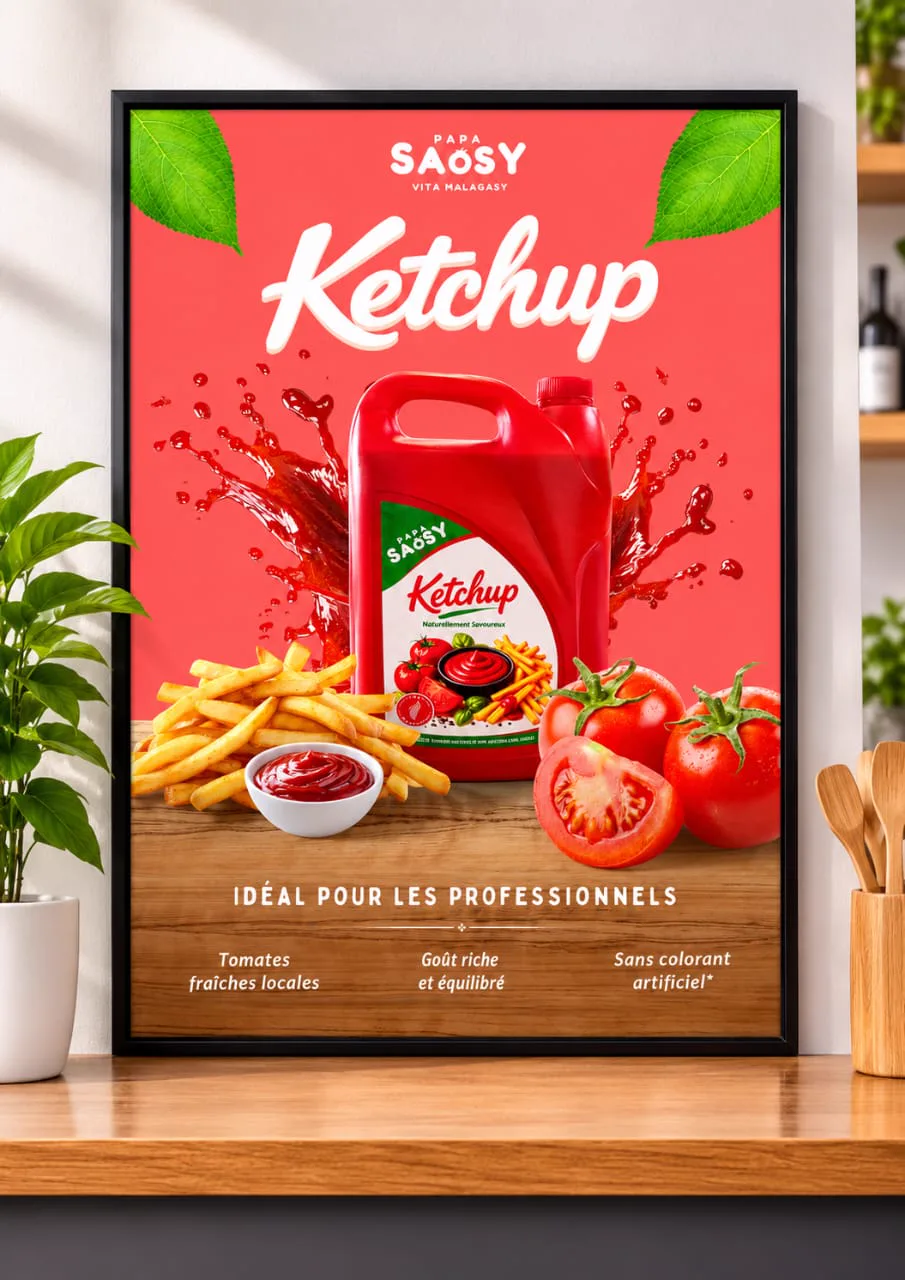 PAPA
SAOSY
VITA MALAGASY
Ketchup
PAPA
SAOSY
Ketchup
Naturellement Savoureux
IDÉAL POUR LES PROFESSIONNELS
Tomates
fraîches locales
Goût riche
et équilibré
Sans colorant
artificiel*